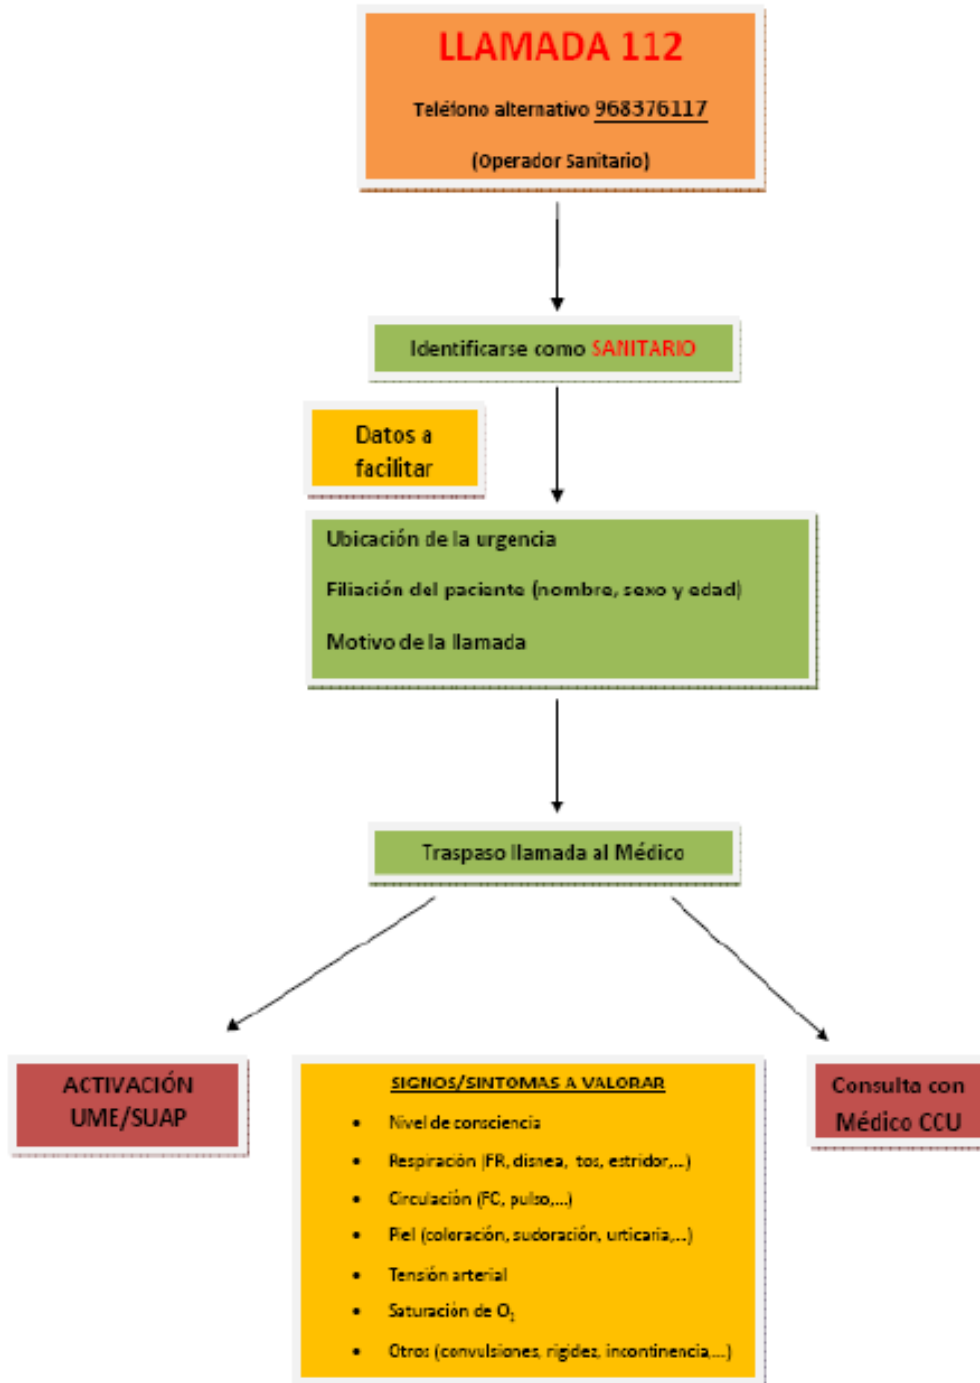 LLAMADA 112
Teléfono alternativo 968376117
(Operador Sanitario)
Identificarse como SANITARIO
Datos a
facilitar
Ubicación de la urgencia
Filiación del paciente (nombre, sexo y edad)
Motivo de la llamada
Traspaso llamada al Médico
ACTIVACIÓN
UME/SUAP
SIGNOS/SINTOMAS A VALORAR
• Nivel de consciencia
• Respiración (FR, disnea, tos, estridor,...)
• Circulación (FC, pulso,...)
• Piel (coloración, sudoración, urticaria,...)
• Tensión arterial
• Saturación de O₂
• Otros (convulsiones, rigidez, incontinencia,...)
Consulta con
Médico CCU